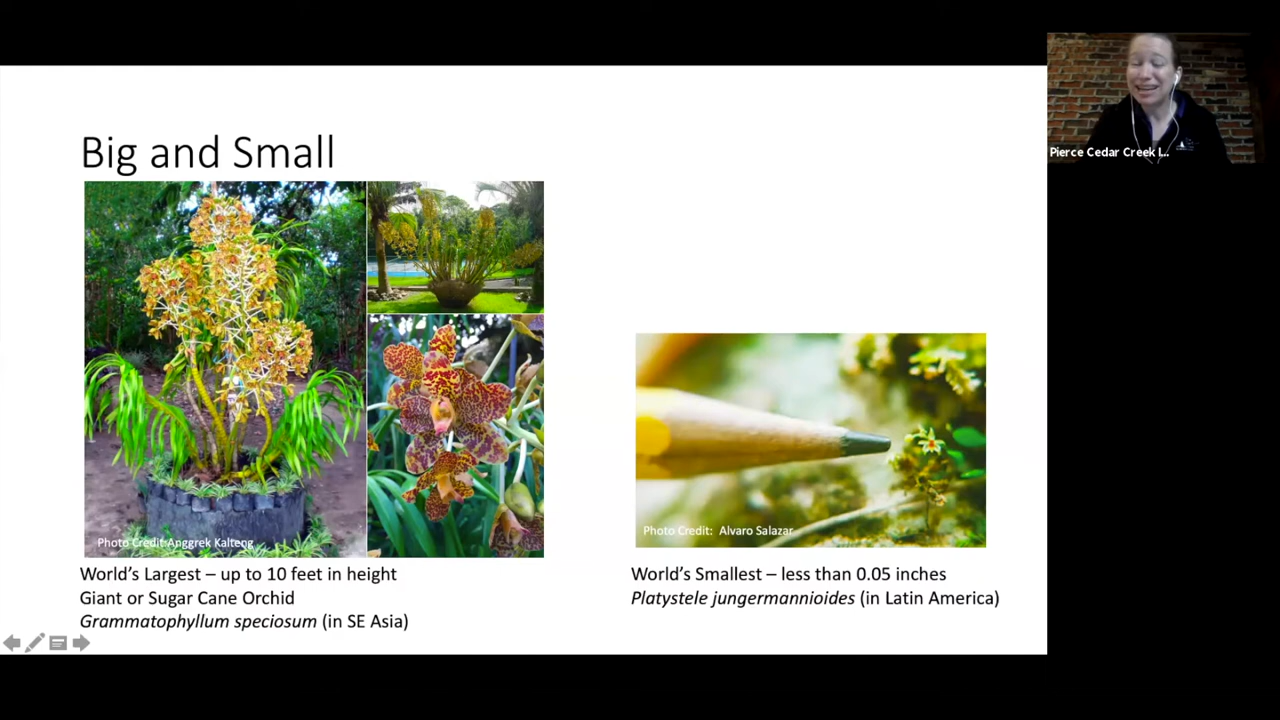 Big and Small
Photo Credit:Anggrek Kalteng
World's Largest – up to 10 feet in height
Giant or Sugar Cane Orchid
Grammatophyllum speciosum (in SE Asia)
Photo Credit: Alvaro Salazar
World's Smallest – less than 0.05 inches
Platystele jungermannioides (in Latin America)
Pierce Cedar Creek I...